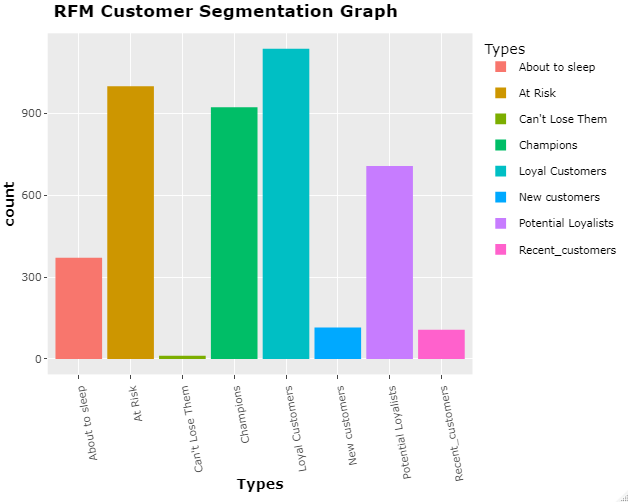 RFM Customer Segmentation Graph
count
900
600
300
0
About to sleep
At Risk
Can't Lose Them
Champions
Loyal Customers
New customers
Potential Loyalists
Recent_customers
Types
Types
About to sleep
At Risk
Can't Lose Them
Champions
Loyal Customers
New customers
Potential Loyalists
Recent_customers